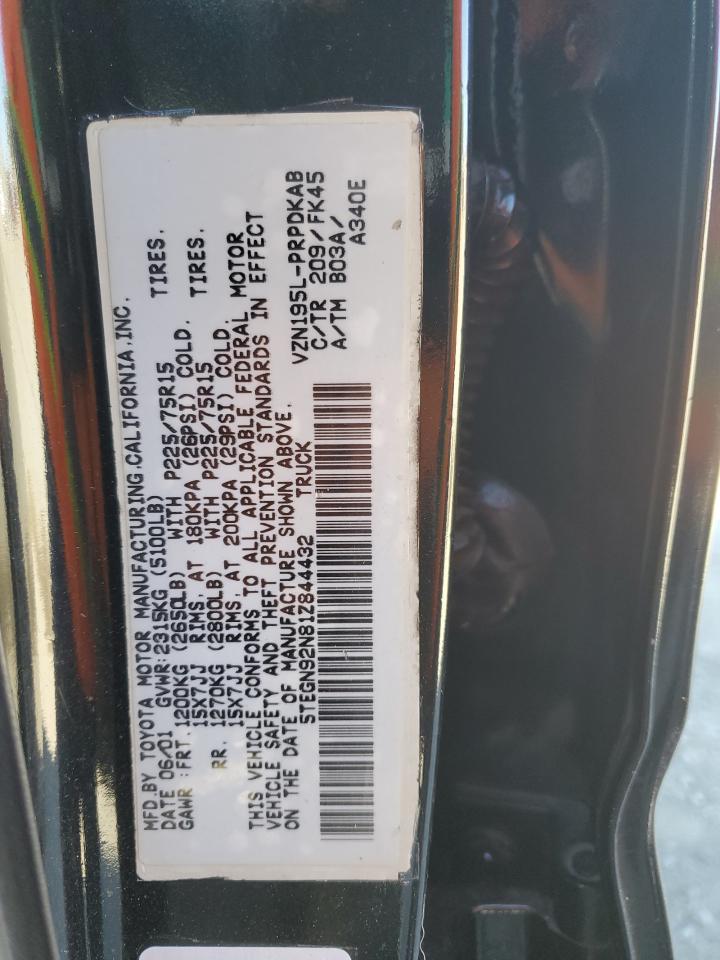 MFD.BY TOYOTA MOTOR MANUFACTURING,CALIFORNIA,INC.
DATE 06/01 GVWR:2315KG (5100LB)
GAWR :FRT.1200KG (2650LB) WITH P225/75R15 TIRES.
15X7JJ RIMS, AT 180KPA (26PSI) COLD.
RR. 1270KG (2800LB) WITH P225/75R15 TIRES.
15X7JJ RIMS, AT 200KPA (29PSI) COLD.
THIS VEHICLE CONFORMS TO ALL APPLICABLE FEDERAL MOTOR
VEHICLE SAFETY AND THEFT PREVENTION STANDARDS IN EFFECT
ON THE DATE OF MANUFACTURE SHOWN ABOVE.
5TEGN92N81Z844432 TRUCK
VZN195L-PRPDKAB
C/TR 209/FK45
A/TM B03A/
A340E